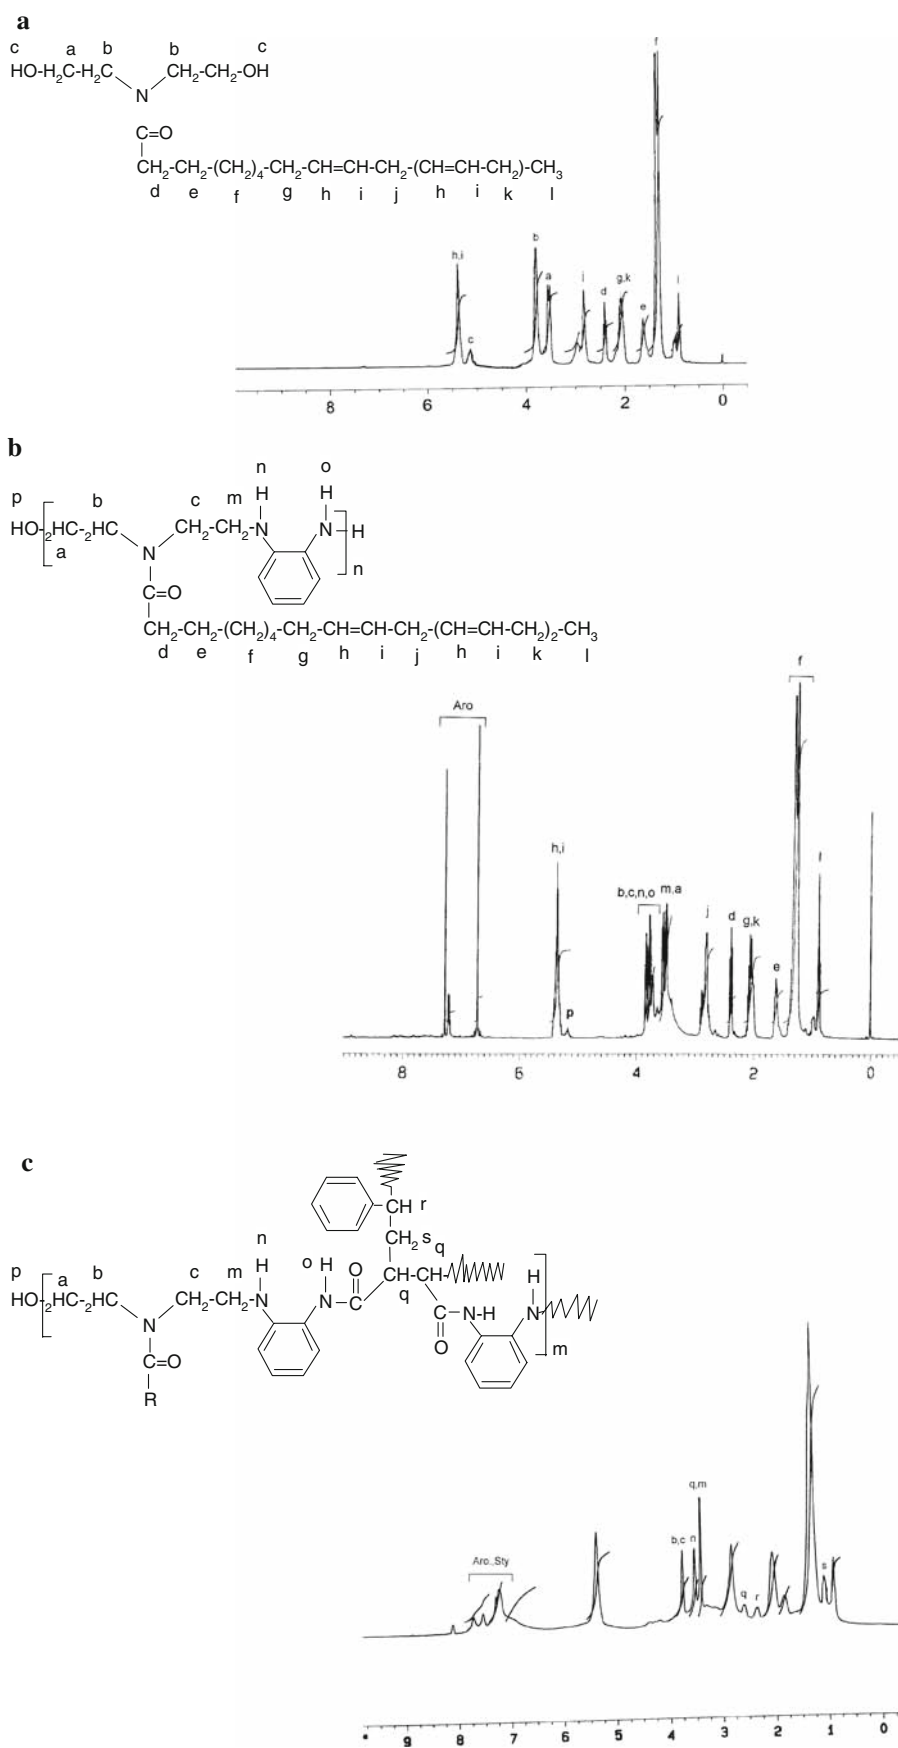 a
c a b b c
HO-H₂C-H₂C CH₂-CH₂-OH
N
C=O
CH₂-CH₂-(CH₂)₄-CH₂-CH=CH-CH₂-(CH=CH-CH₂)-CH₃
d e f g h i j h i k l
f
h,i c b a j d g,k e l
8 6 4 2 0
b
n o
p b c m H H
HO-₂HC-₂HC CH₂-CH₂-N N-H
a N n
C=O
CH₂-CH₂-(CH₂)₄-CH₂-CH=CH-CH₂-(CH=CH-CH₂)₂-CH₃
d e f g h i j h i k l
Aro f
h,i p b,c,n,o m,a j d g,k e f
8 6 4 2 0
c
CH r
CH₂ s
n q
p a b c m H o H O CH-CH H
HO-₂HC-₂HC CH₂-CH₂-N N q N-H N
N O m
C=O
R
Aro.,Sty b,c n q,m q r s
9 8 7 6 5 4 3 2 1 0